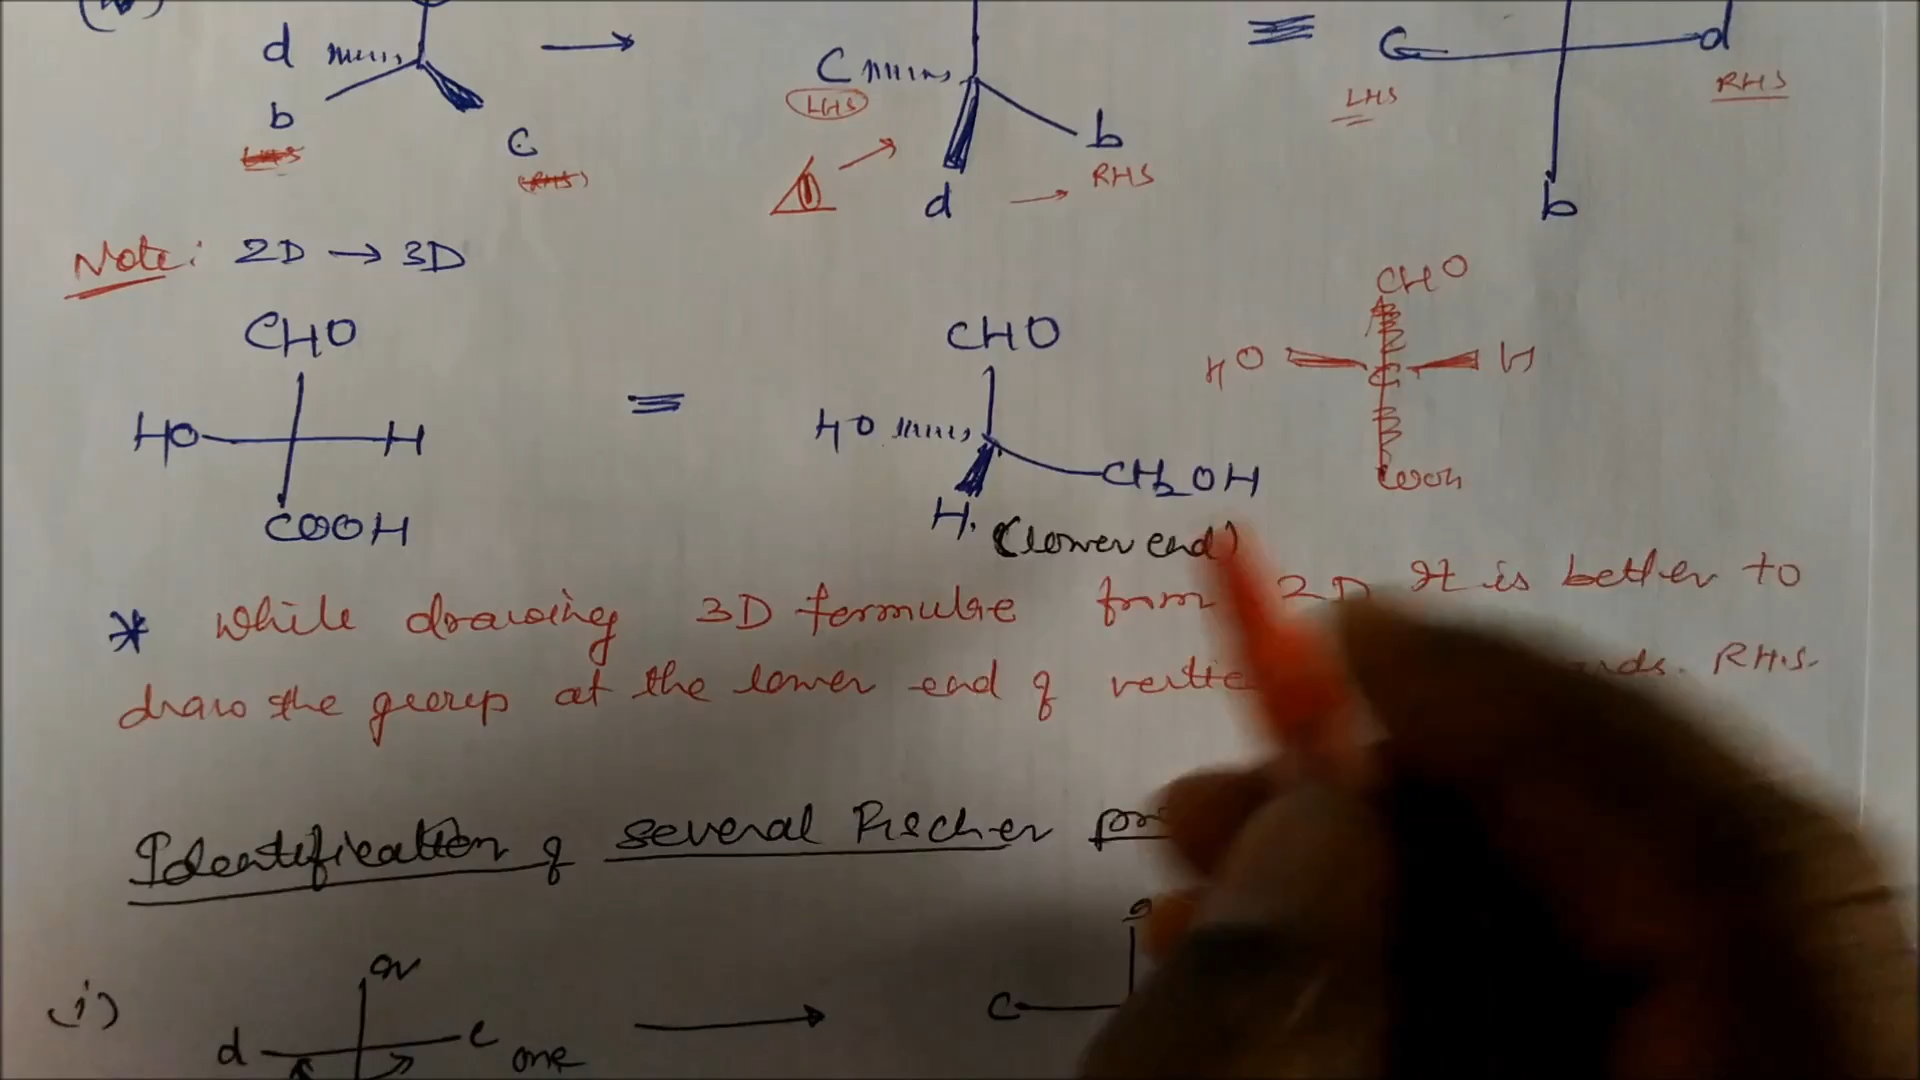 d C ≡ C d
b LHS b LHS RHS
LHS C RHS
(RHS) d → b
Note: 2D → 3D
CHO CHO CHO
HO H = HO CH2OH HO C H
COOH H. (lower end) COOH
* While drawing 3D formulae from 2D It is better to
draw the group at the lower end of RHS.
Identification of several Fischer
(i) d c one → c